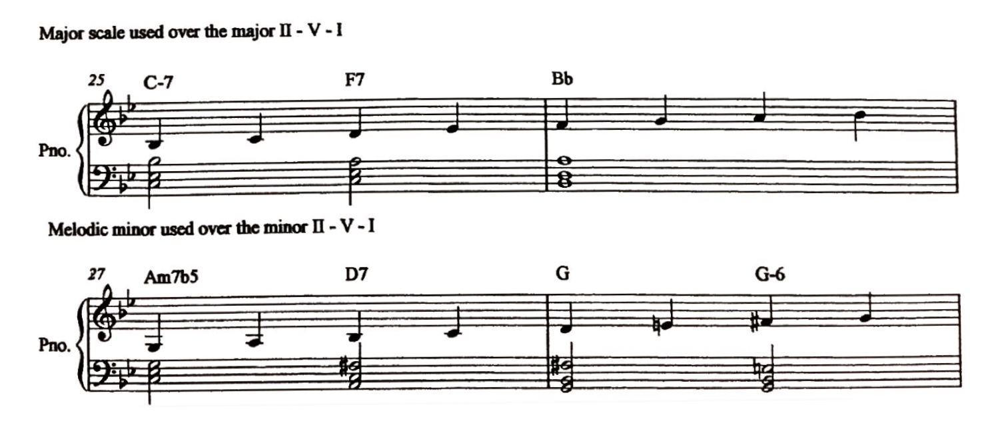 Major scale used over the major II - V - I
25 C-7 F7 Bb
Pno.
Melodic minor used over the minor II - V - I
27 Am7b5 D7 G G-6
Pno.